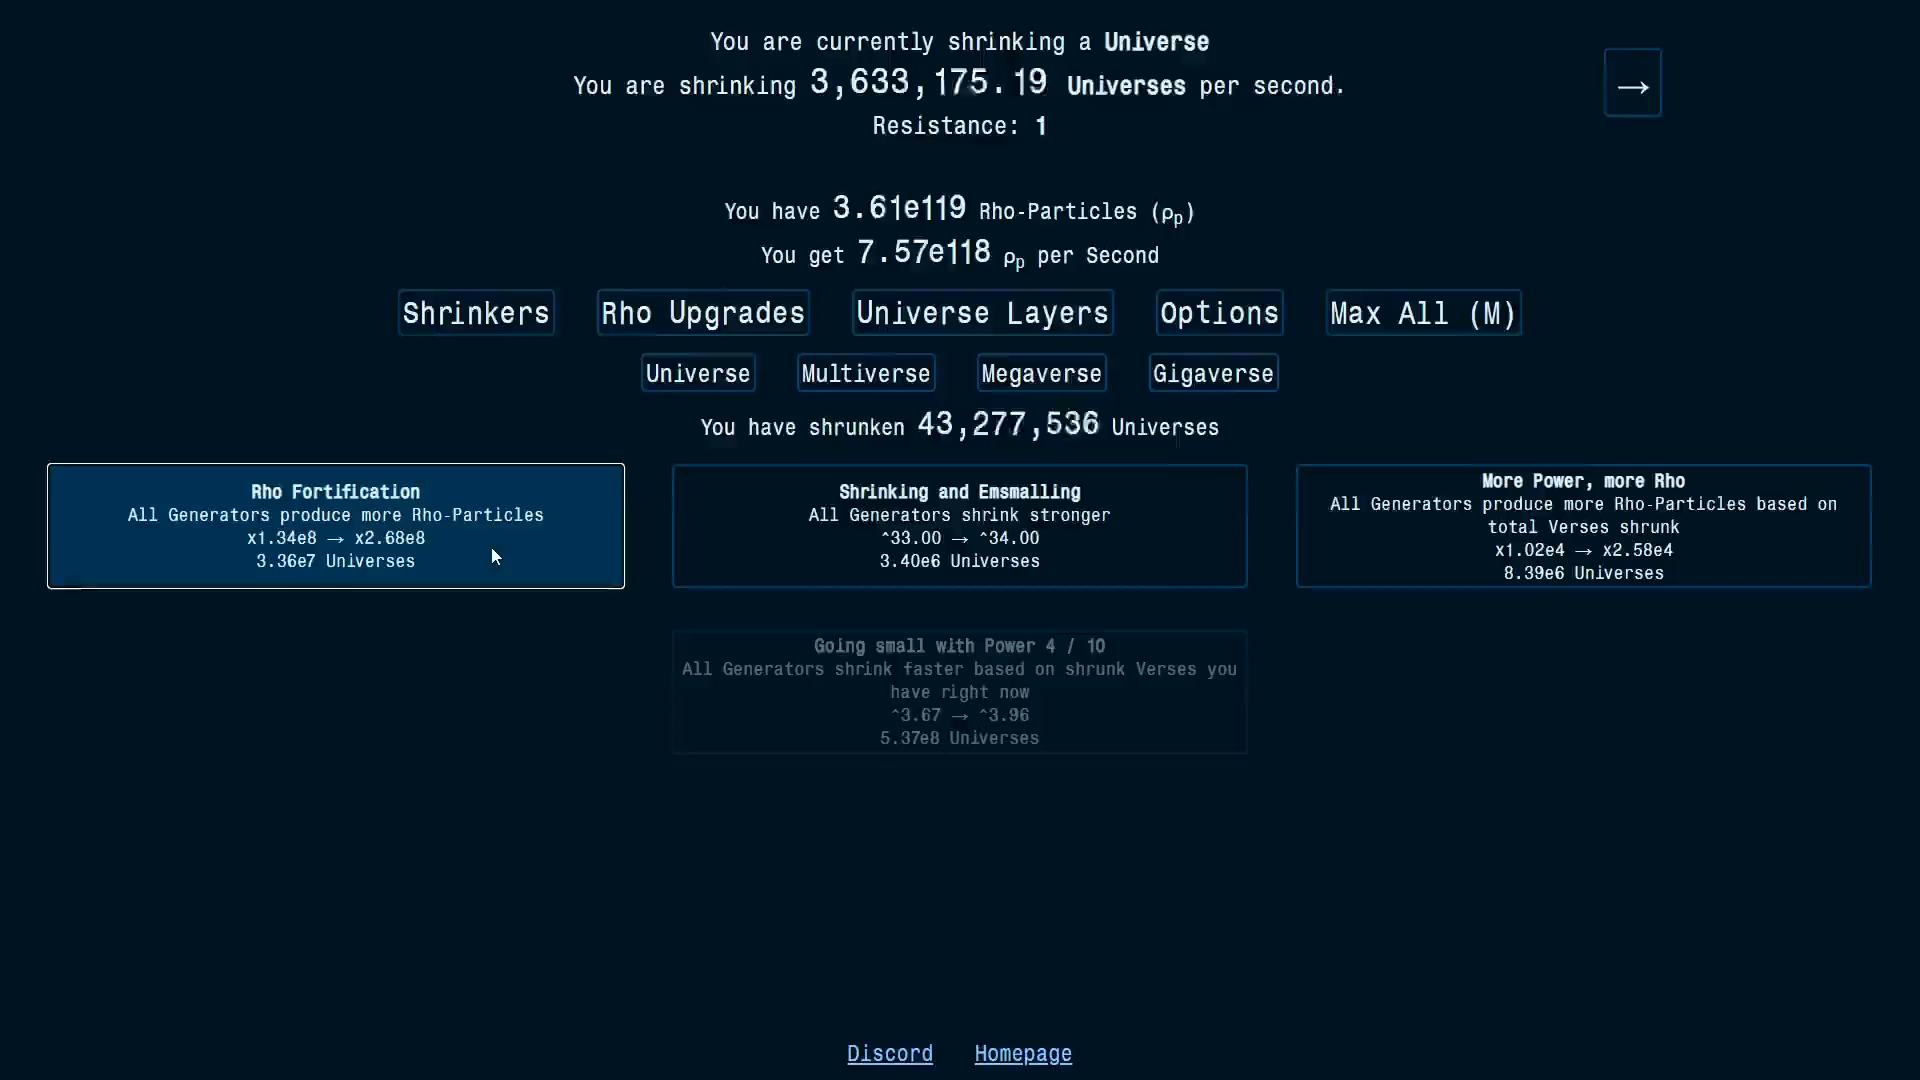 You are currently shrinking a Universe
You are shrinking 3,633,175.19 Universes per second.
→
Resistance: 1
You have 3.61e119 Rho-Particles (ρp)
You get 7.57e118 ρp per Second
Shrinkers Rho Upgrades Universe Layers Options Max All (M)
Universe Multiverse Megaverse Gigaverse
You have shrunken 43,277,536 Universes
Rho Fortification
All Generators produce more Rho-Particles
x1.34e8 → x2.68e8
3.36e7 Universes
Shrinking and Emsmalling
All Generators shrink stronger
^33.00 → ^34.00
3.40e6 Universes
More Power, more Rho
All Generators produce more Rho-Particles based on
total Verses shrunk
x1.02e4 → x2.58e4
8.39e6 Universes
Going small with Power 4 / 10
All Generators shrink faster based on shrunk Verses you
have right now
^3.67 → ^3.96
5.37e8 Universes
Discord Homepage